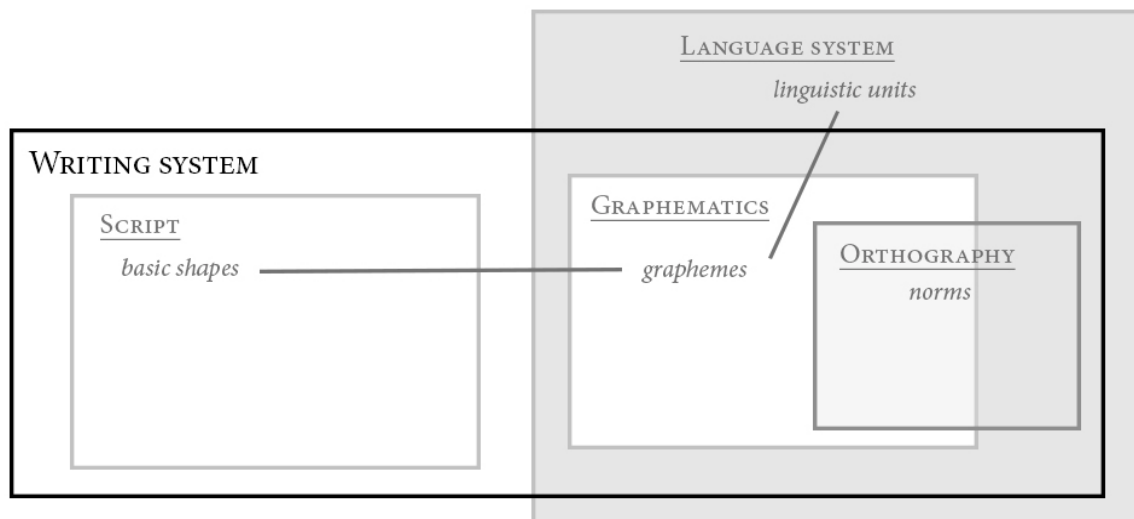 LANGUAGE SYSTEM
linguistic units
WRITING SYSTEM
SCRIPT
basic shapes
GRAPHEMATICS
graphemes
ORTHOGRAPHY
norms